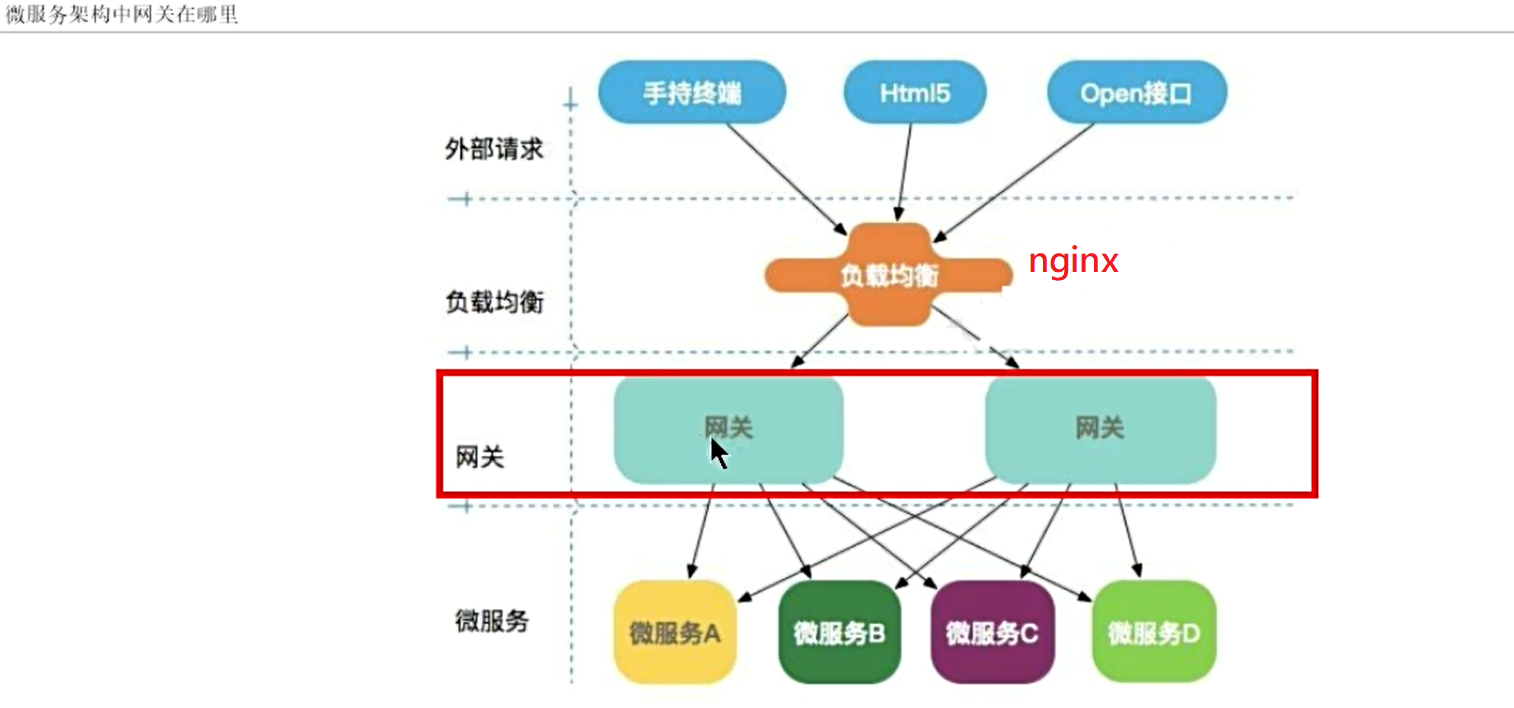 微服务架构中网关在哪里
手持终端
Html5
Open接口
外部请求
nginx
负载均衡
负载均衡
网关
网关
网关
微服务
微服务A
微服务B
微服务C
微服务D